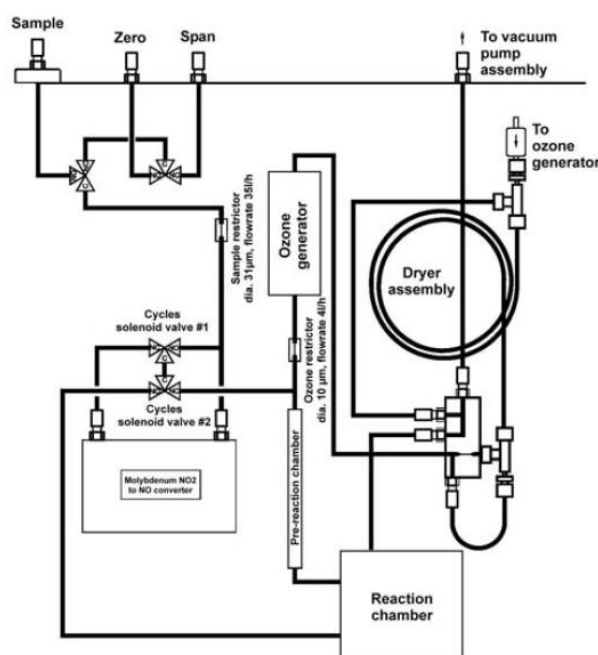 Sample
Zero
Span
To vacuum
pump
assembly
To
ozone
generator
Sample restrictor
dia. 31µm, flowrate 35l/h
Ozone
generator
Dryer
assembly
Cycles
solenoid valve #1
Ozone restrictor
dia. 10 µm, flowrate 4l/h
Cycles
solenoid valve #2
Molybdenum NO2
to NO converter
Pre-reaction chamber
Reaction
chamber